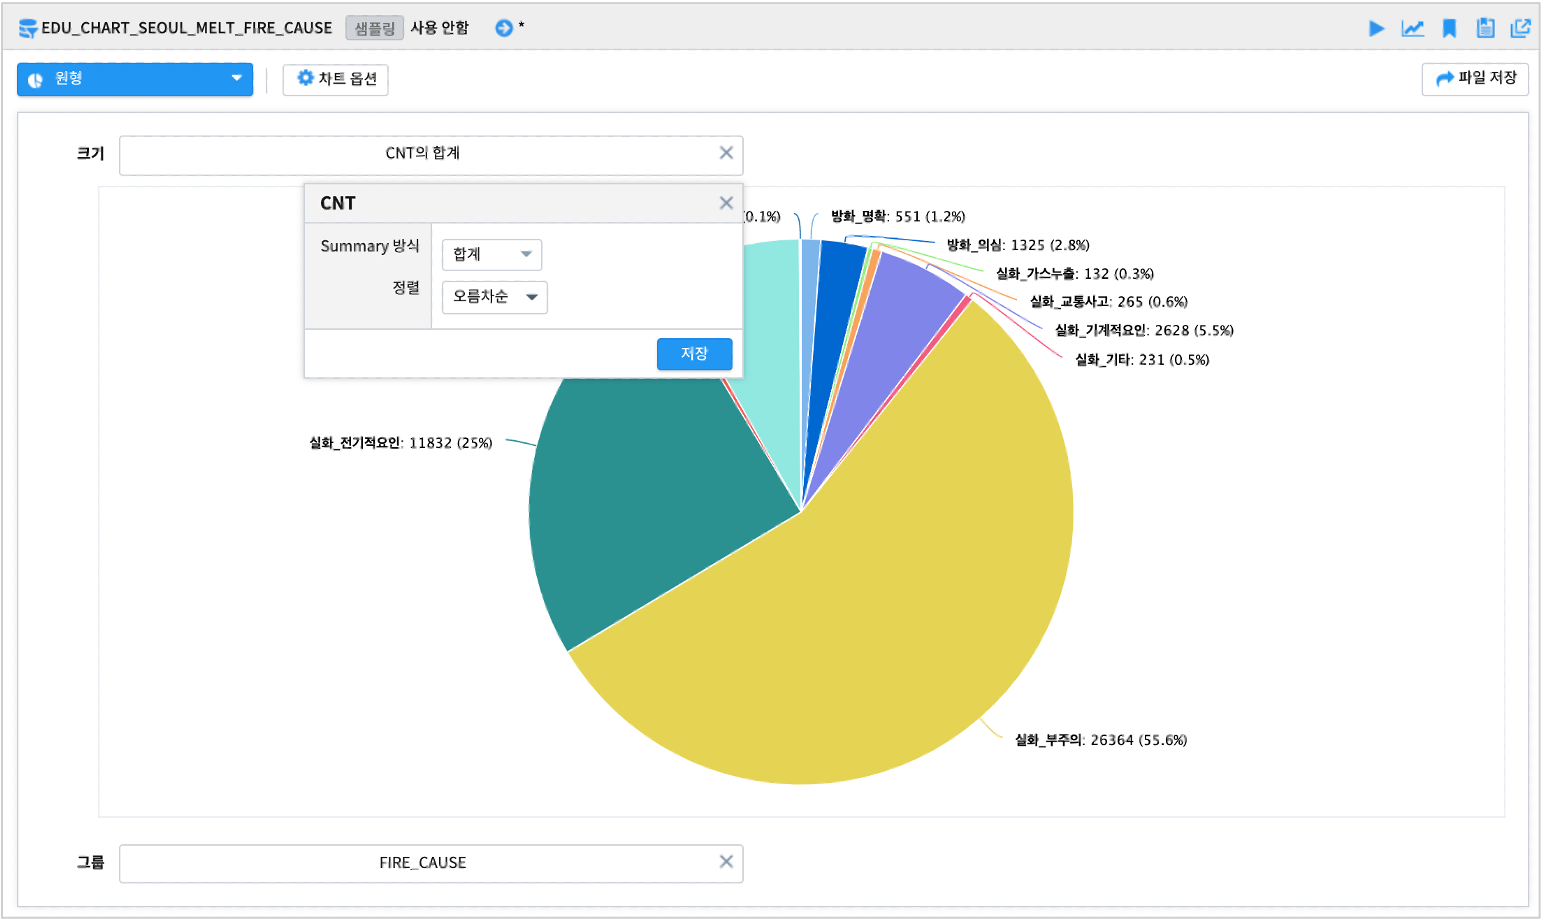 EDU_CHART_SEOUL_MELT_FIRE_CAUSE 샘플링 사용 안함 *
원형 차트 옵션 파일 저장
크기 CNT의 합계
CNT
Summary 방식 합계
정렬 오름차순
저장
(0.1%)
방화_명확: 551 (1.2%)
방화_의심: 1325 (2.8%)
실화_가스누출: 132 (0.3%)
실화_교통사고: 265 (0.6%)
실화_기계적요인: 2628 (5.5%)
실화_기타: 231 (0.5%)
실화_전기적요인: 11832 (25%)
실화_부주의: 26364 (55.6%)
그룹 FIRE_CAUSE